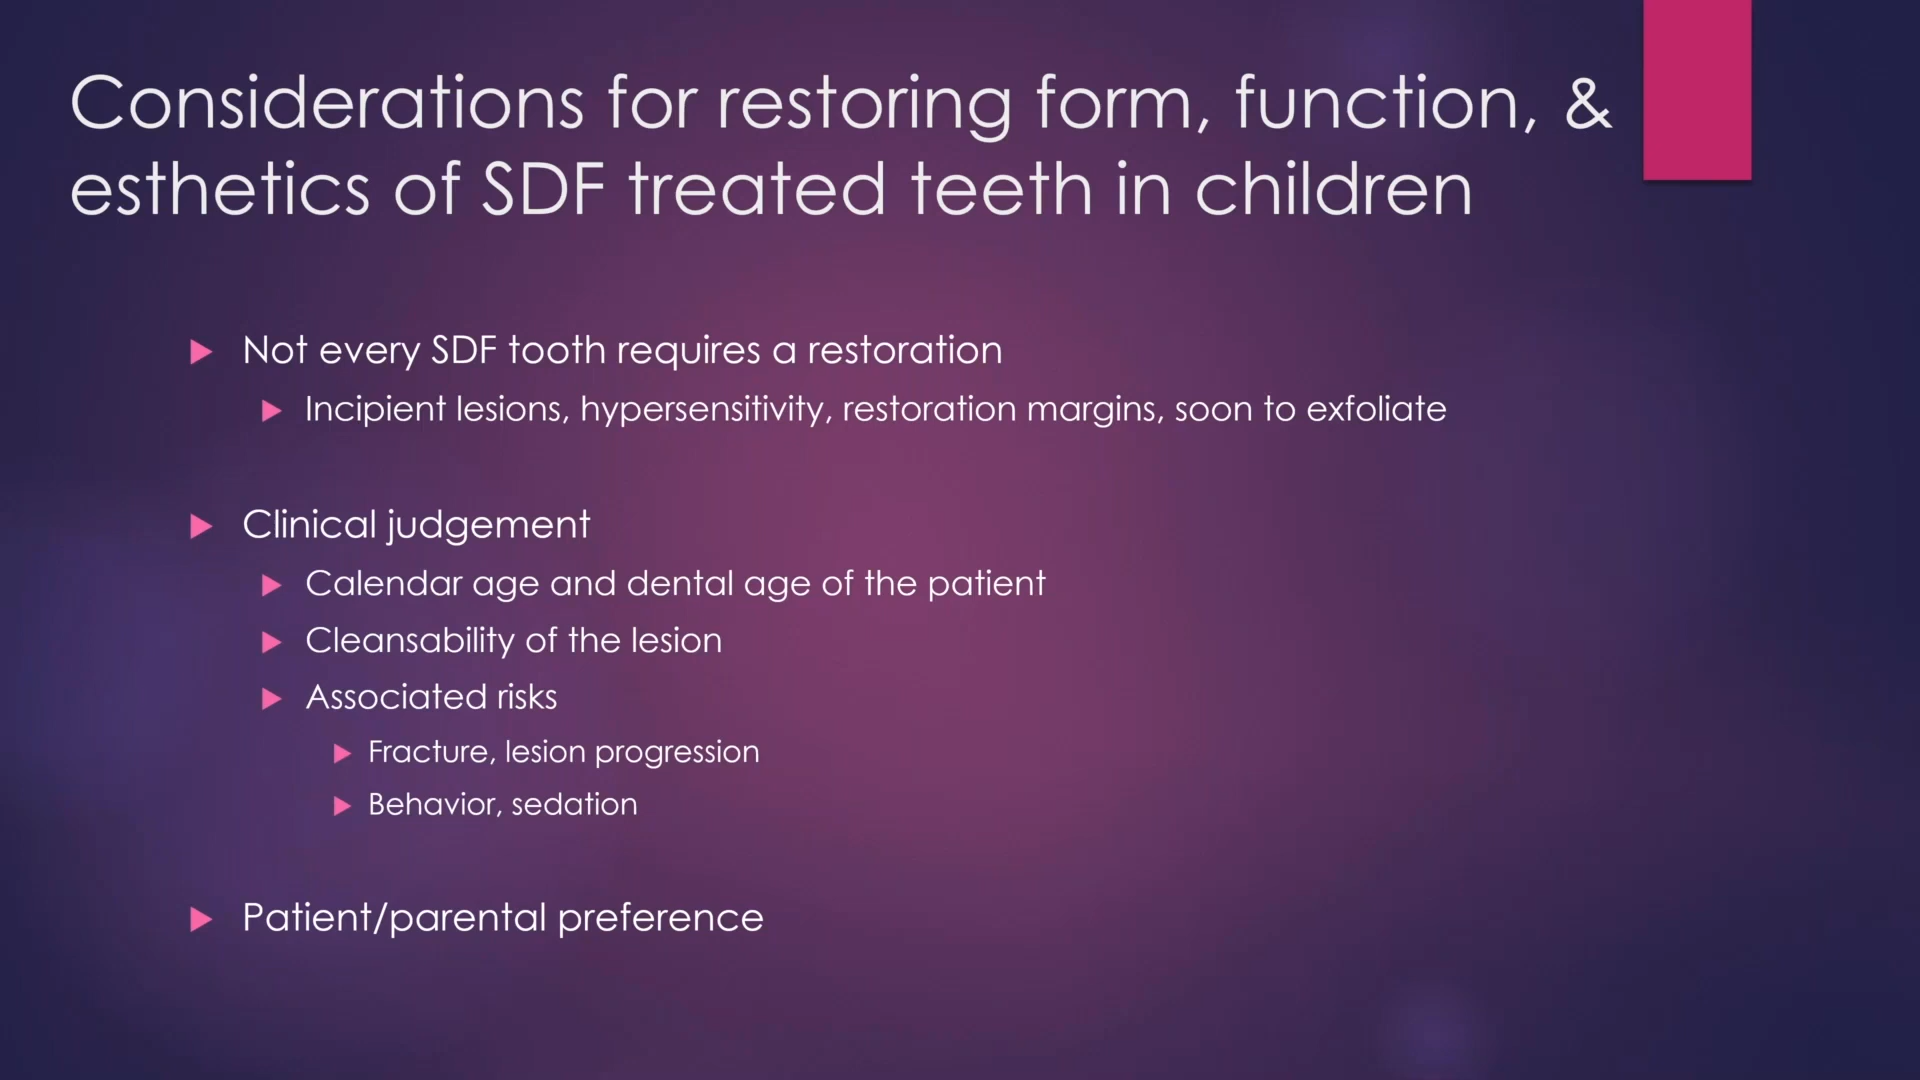 Considerations for restoring form, function, &
esthetics of SDF treated teeth in children
Not every SDF tooth requires a restoration
Incipient lesions, hypersensitivity, restoration margins, soon to exfoliate
Clinical judgement
Calendar age and dental age of the patient
Cleansability of the lesion
Associated risks
Fracture, lesion progression
Behavior, sedation
Patient/parental preference